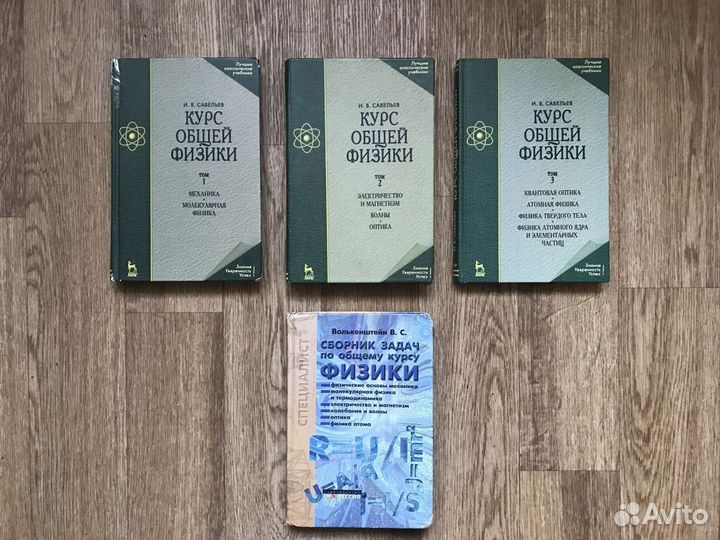 Лучшие
классические
учебники
И. В. САВЕЛЬЕВ
КУРС
ОБЩЕЙ
ФИЗИКИ
ТОМ
1
МЕХАНИКА
МОЛЕКУЛЯРНАЯ
ФИЗИКА
Знание
Уверенность
Успех
Лучшие
классические
учебники
И. В. САВЕЛЬЕВ
КУРС
ОБЩЕЙ
ФИЗИКИ
ТОМ
2
ЭЛЕКТРИЧЕСТВО
И МАГНЕТИЗМ
ВОЛНЫ
ОПТИКА
Знание
Уверенность
Успех
Лучшие
классические
учебники
И. В. САВЕЛЬЕВ
КУРС
ОБЩЕЙ
ФИЗИКИ
ТОМ
3
КВАНТОВАЯ ОПТИКА
АТОМНАЯ ФИЗИКА
ФИЗИКА ТВЕРДОГО ТЕЛА
ФИЗИКА АТОМНОГО ЯДРА
И ЭЛЕМЕНТАРНЫХ
ЧАСТИЦ
Знание
Уверенность
Успех
СПЕЦИАЛИСТ
Волькенштейн В. С.
СБОРНИК ЗАДАЧ
по общему курсу
ФИЗИКИ
физические основы механики
молекулярная физика
и термодинамика
электричество и магнетизм
колебания и волны
оптика
физика атома
R=U/I
J=mr²
Avito